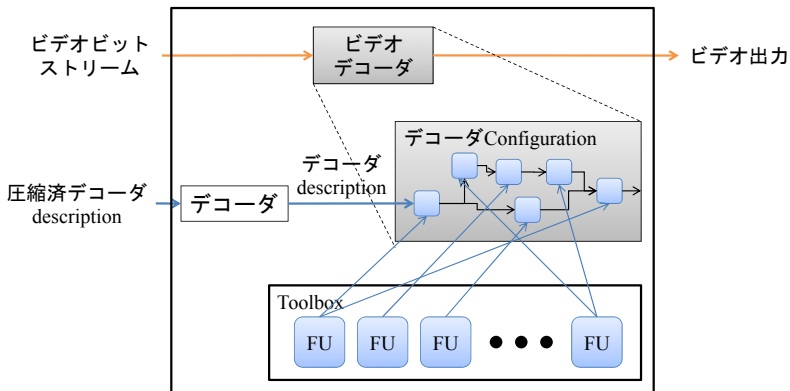 ビデオビット
ストリーム
ビデオ
デコーダ
ビデオ出力
デコーダConfiguration
デコーダ
description
圧縮済デコーダ
description
デコーダ
Toolbox
FU
FU
FU
FU